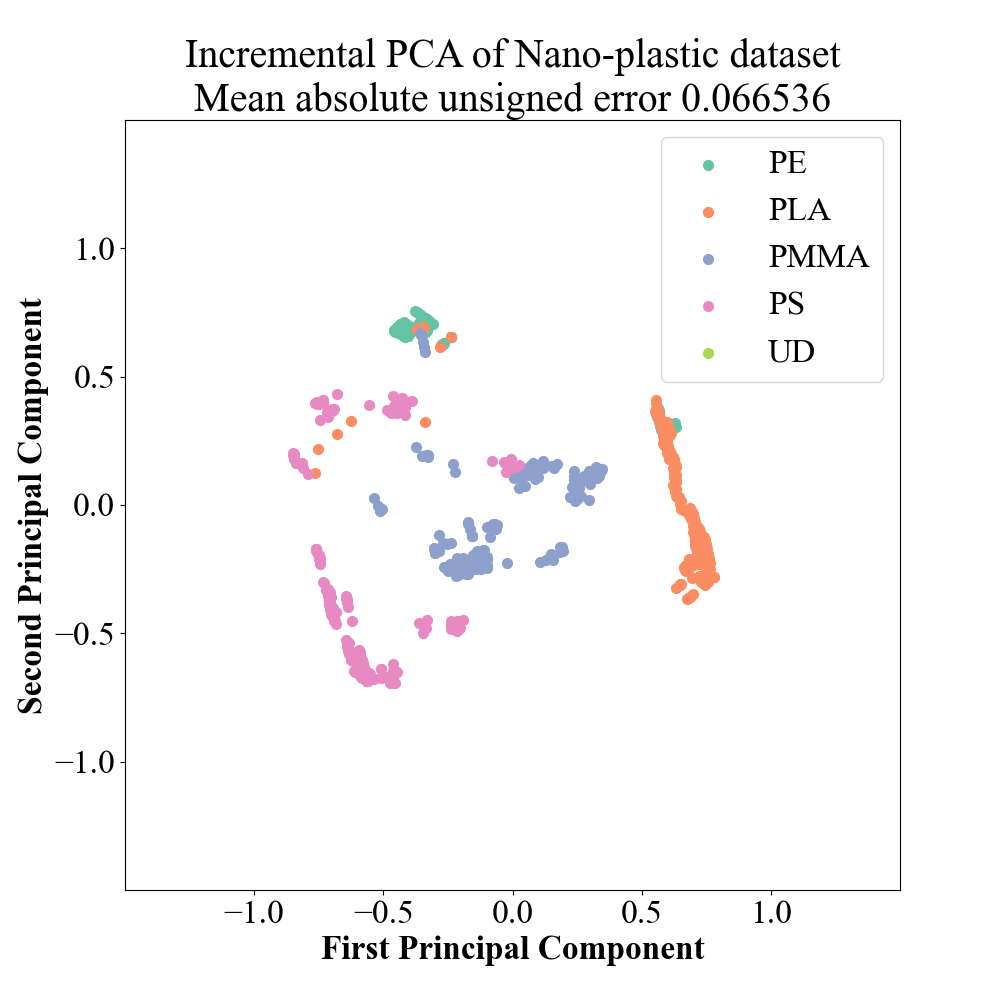 Incremental PCA of Nano-plastic dataset
Mean absolute unsigned error 0.066536
PE
PLA
PMMA
PS
UD
1.0
0.5
0.0
−0.5
−1.0
Second Principal Component
−1.0 −0.5 0.0 0.5 1.0
First Principal Component